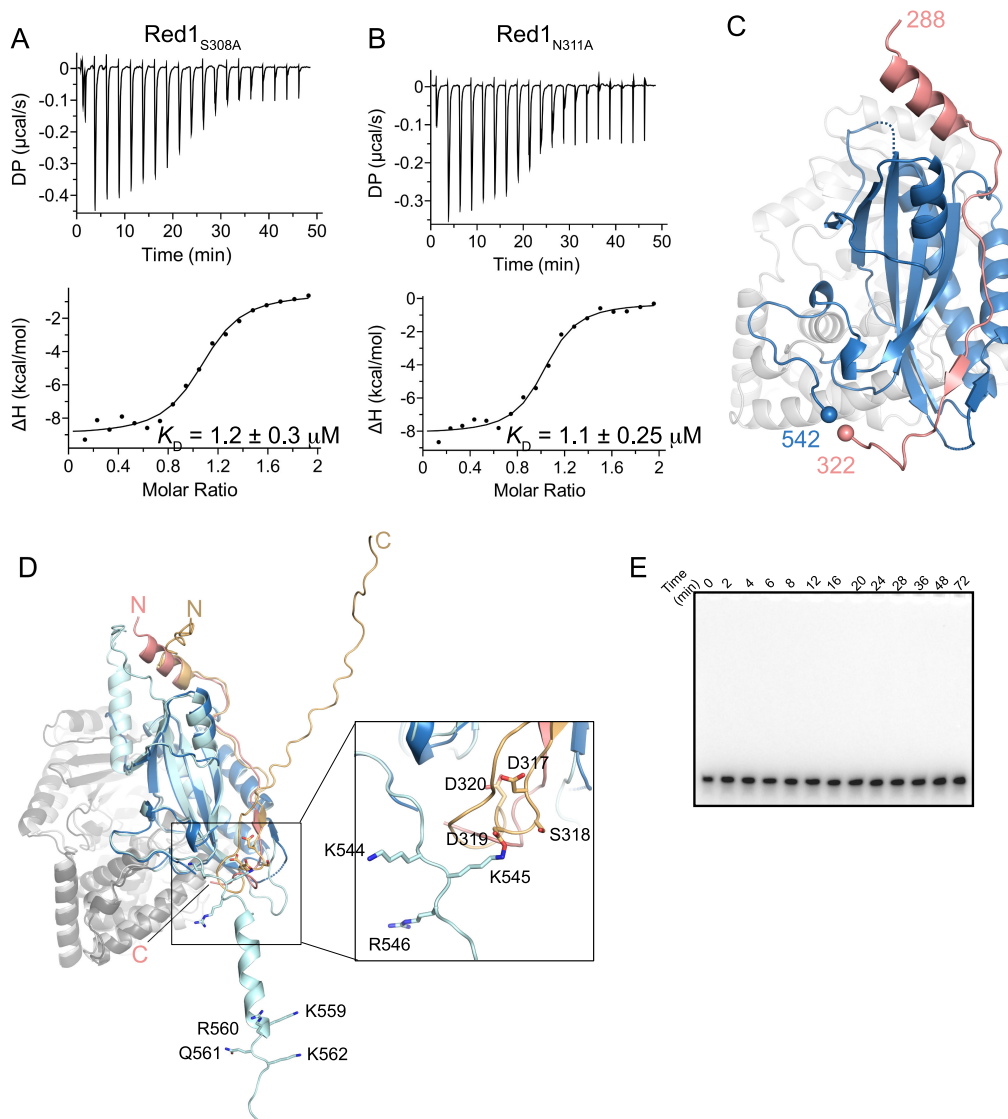 A
Red1S308A
0
-0.1
-0.2
-0.3
-0.4
DP (µcal/s)
0 10 20 30 40 50
Time (min)
-2
-4
-6
-8
ΔH (kcal/mol)
KD = 1.2 ± 0.3 µM
0 0.4 0.8 1.2 1.6 2
Molar Ratio
B
Red1N311A
0
-0.1
-0.2
-0.3
DP (µcal/s)
0 10 20 30 40 50
Time (min)
0
-2
-4
-6
-8
ΔH (kcal/mol)
KD = 1.1 ± 0.25 µM
0 0.4 0.8 1.2 1.6 2
Molar Ratio
C
288
542
322
D
C
N N
C
D320 D317
D319 S318
K544
K545
R546
R560 K559
Q561 K562
E
Time (min) 0 2 4 6 8 12 16 20 24 28 36 48 72